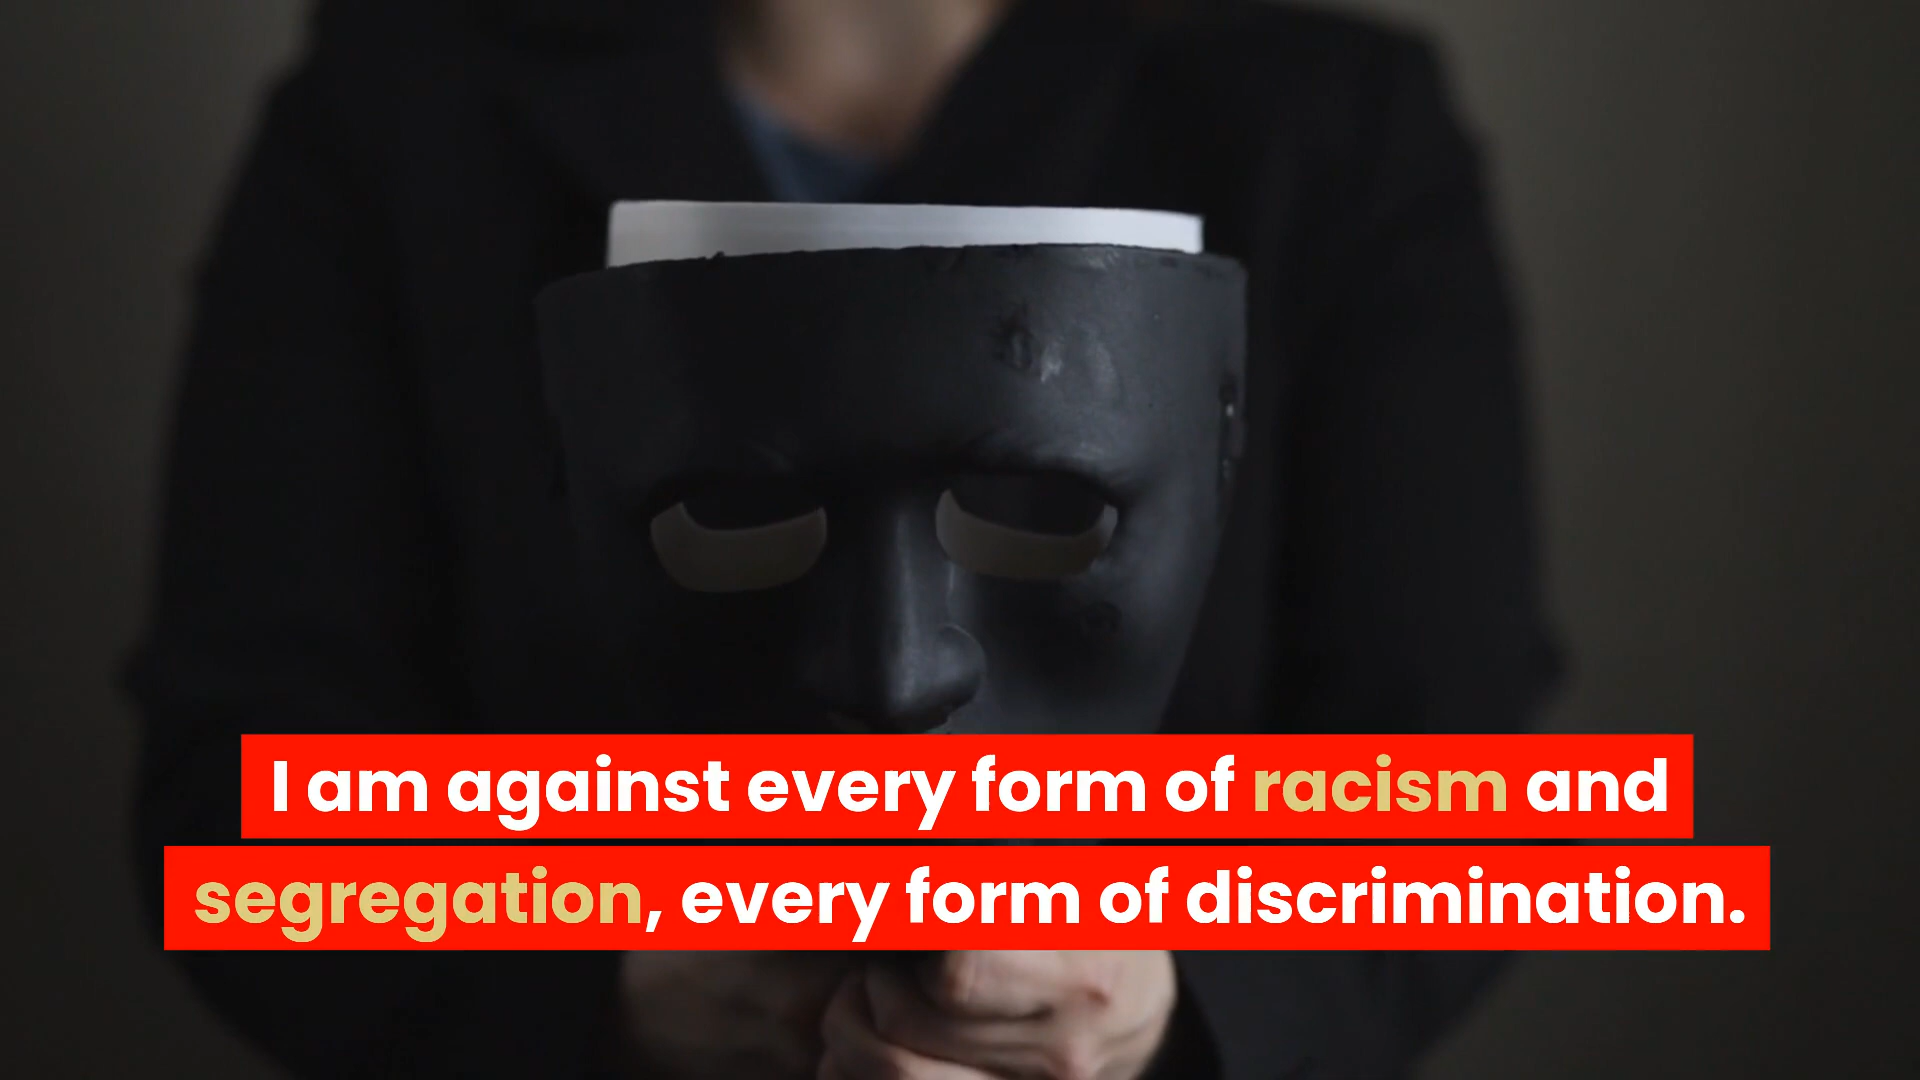 I am against every form of racism and
segregation, every form of discrimination.